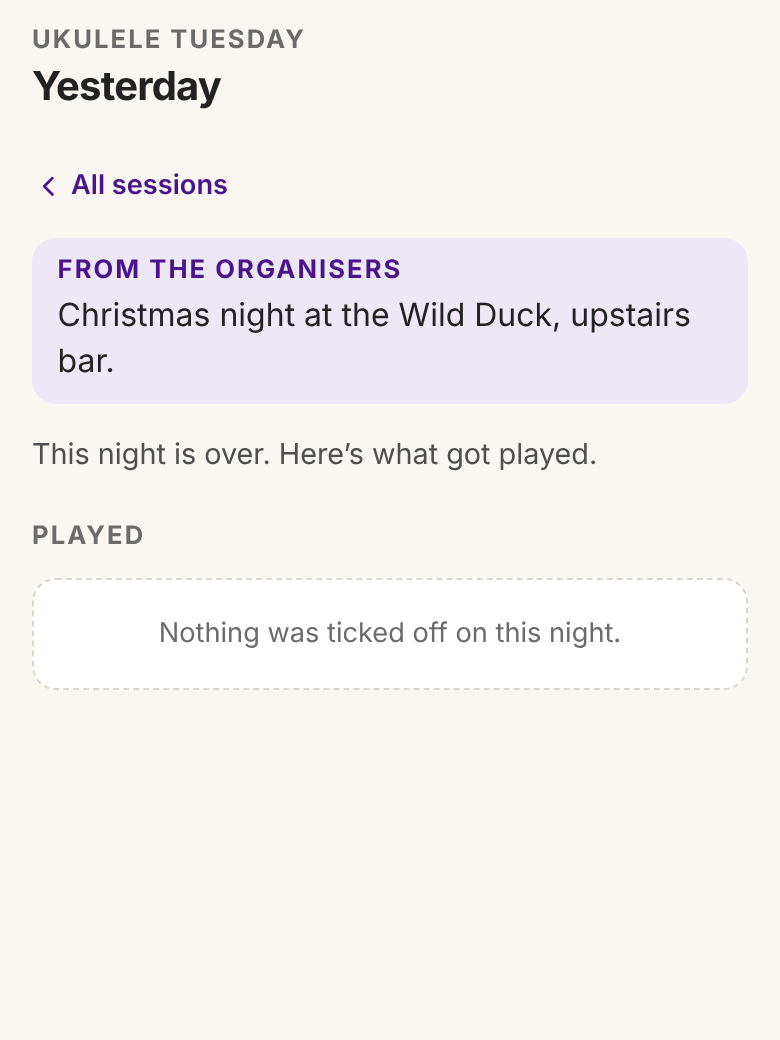 UKULELE TUESDAY
Yesterday
All sessions
FROM THE ORGANISERS
Christmas night at the Wild Duck, upstairs
bar.
This night is over. Here’s what got played.
PLAYED
Nothing was ticked off on this night.